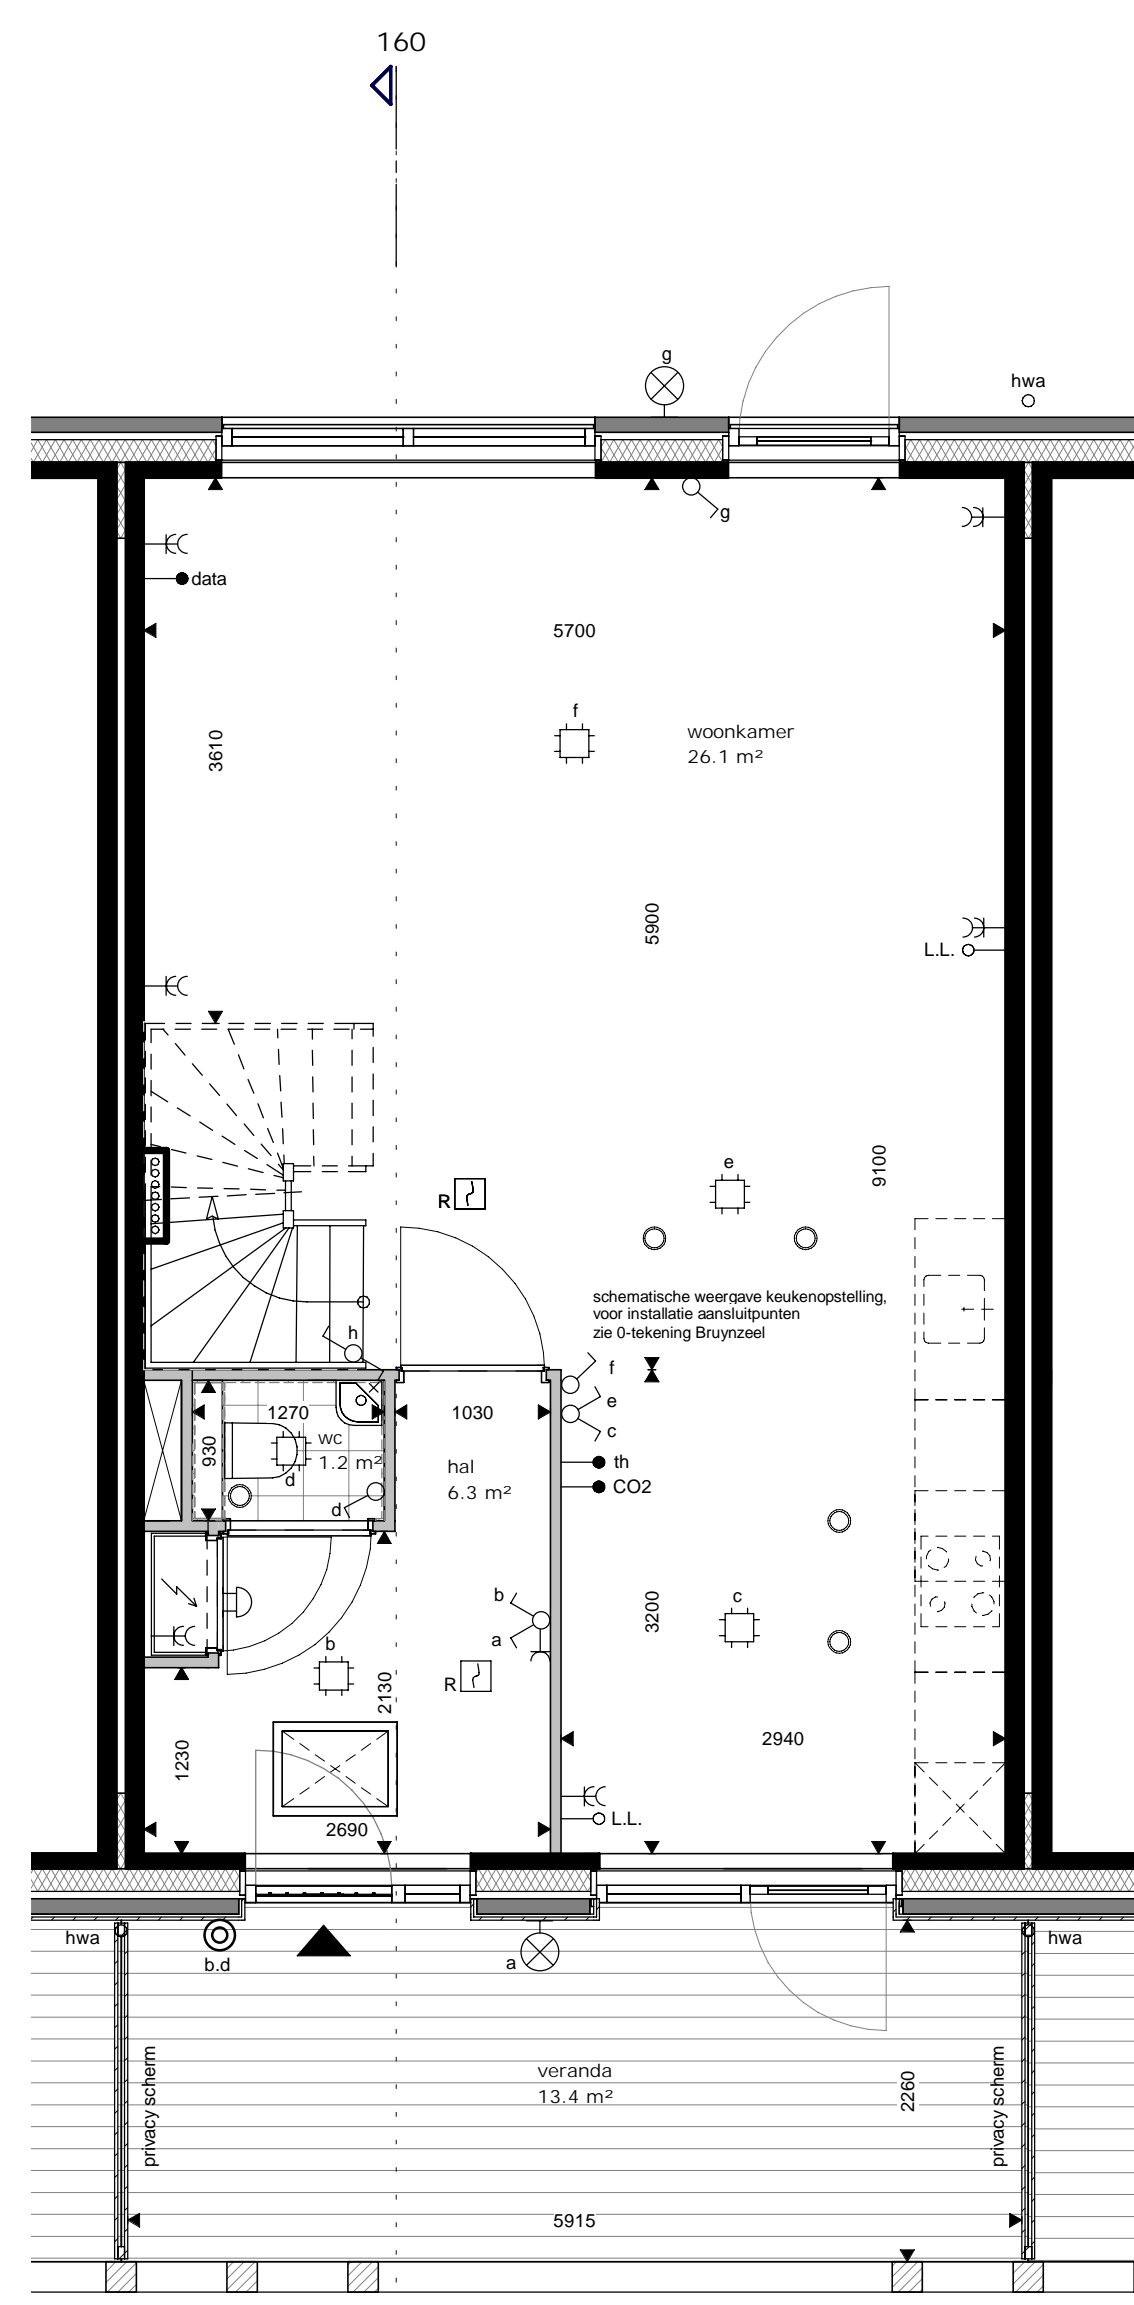 160
g
hwa
g
data
5700
f
woonkamer
26.1 m²
3610
5900
L.L.
9100
e
R
schematische weergave keukenopstelling,
voor installatie aansluitpunten
zie 0-tekening Bruynzeel
h
f
e
c
1270
1030
930
wc
1.2 m²
d
d
hal
6.3 m²
th
CO2
b
a
3200
c
b
R
2130
1230
2940
2690
L.L.
hwa
b.d
a
hwa
veranda
13.4 m²
privacy scherm
2260
privacy scherm
5915